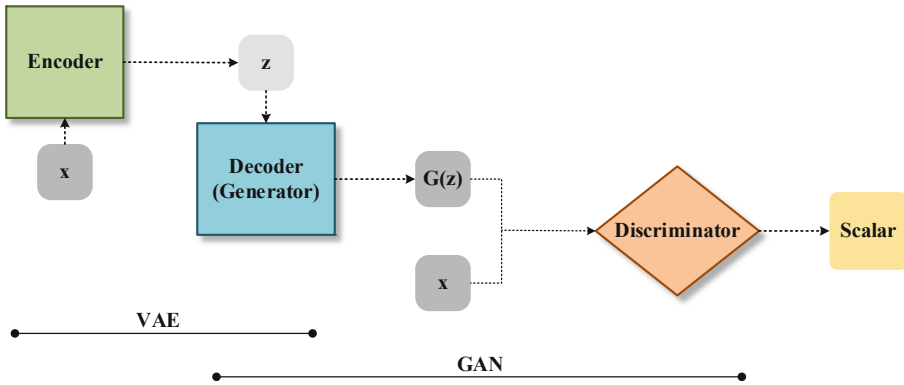 Encoder
z
x
Decoder
(Generator)
G(z)
x
Discriminator
Scalar
VAE
GAN